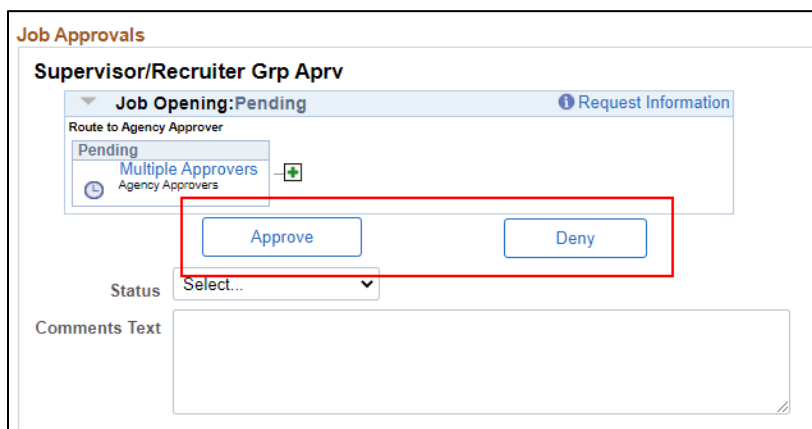 Job Approvals
Supervisor/Recruiter Grp Aprv
Job Opening:Pending Request Information
Route to Agency Approver
Pending
Multiple Approvers
Agency Approvers
Approve Deny
Status Select...
Comments Text